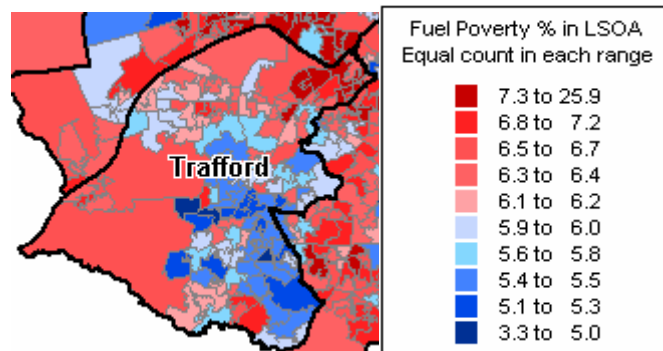 Trafford
Fuel Poverty % in LSOA
Equal count in each range
7.3 to 25.9
6.8 to 7.2
6.5 to 6.7
6.3 to 6.4
6.1 to 6.2
5.9 to 6.0
5.6 to 5.8
5.4 to 5.5
5.1 to 5.3
3.3 to 5.0